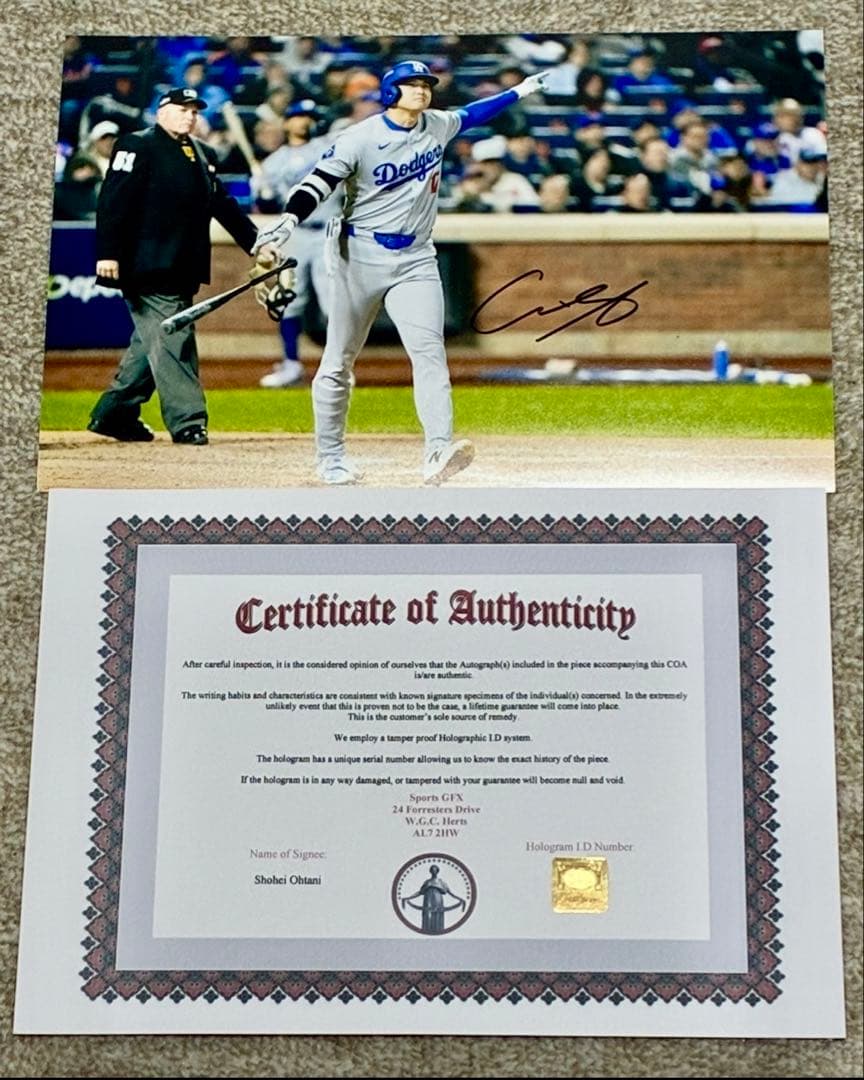 51
Dodgers
17
Depe
Certificate of Authenticity
After careful inspection, it is the considered opinion of ourselves that the Autograph(s) included in the piece accompanying this COA
is/are authentic.
The writing habits and characteristics are consistent with known signature specimens of the individual(s) concerned. In the extremely
unlikely event that this is proven not to be the case, a lifetime guarantee will come into place.
This is the customer's sole source of remedy.
We employ a tamper proof Holographic I.D system.
The hologram has a unique serial number allowing us to know the exact history of the piece.
If the hologram is in any way damaged, or tampered with your guarantee will become null and void.
Sports GFX
24 Forresters Drive
W.G.C. Herts
AL7 2HW
Name of Signee:
Hologram I.D Number:
Shohei Ohtani